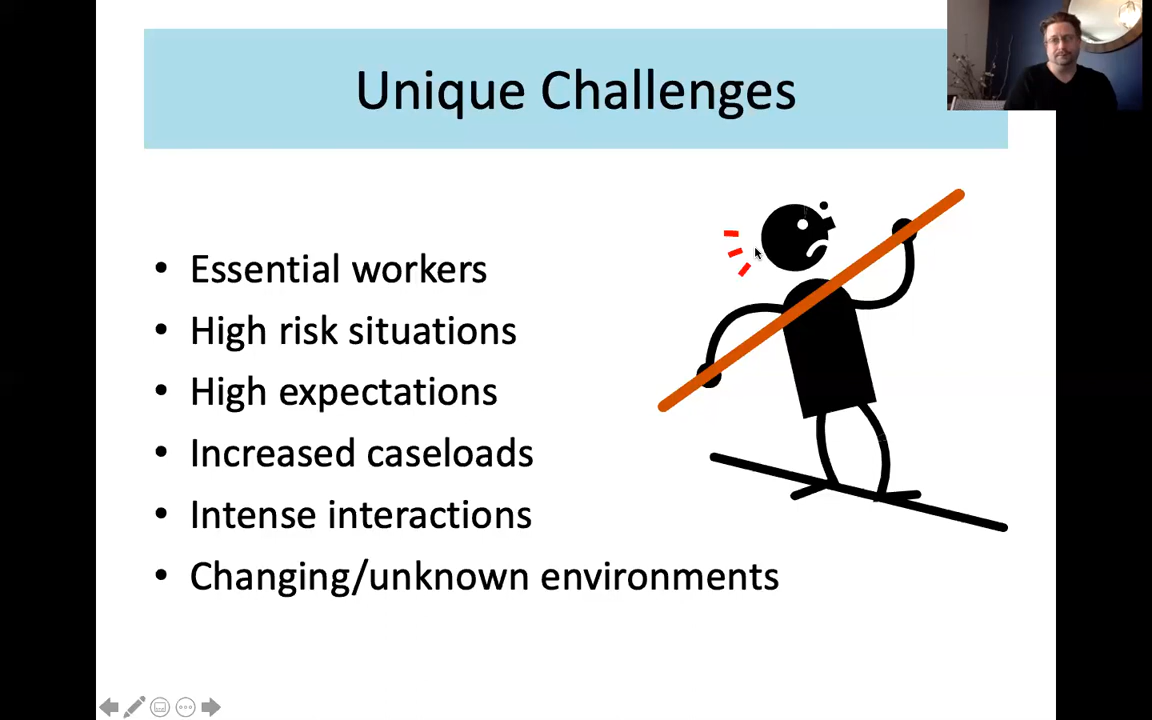 Unique Challenges
• Essential workers
• High risk situations
• High expectations
• Increased caseloads
• Intense interactions
• Changing/unknown environments